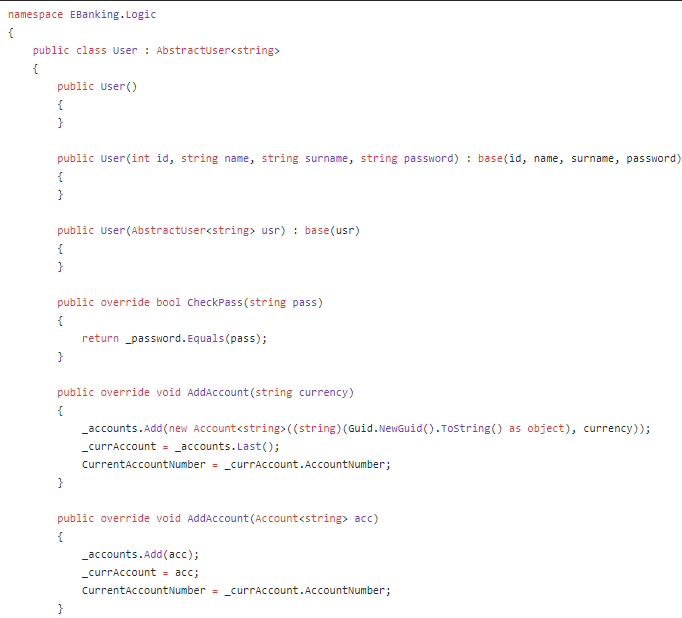 namespace EBanking.Logic
{
    public class User : AbstractUser<string>
    {
        public User()
        {
        }

        public User(int id, string name, string surname, string password) : base(id, name, surname, password)
        {
        }

        public User(AbstractUser<string> usr) : base(usr)
        {
        }

        public override bool CheckPass(string pass)
        {
            return _password.Equals(pass);
        }

        public override void AddAccount(string currency)
        {
            _accounts.Add(new Account<string>((string)(Guid.NewGuid().ToString() as object), currency));
            _currAccount = _accounts.Last();
            CurrentAccountNumber = _currAccount.AccountNumber;
        }

        public override void AddAccount(Account<string> acc)
        {
            _accounts.Add(acc);
            _currAccount = acc;
            CurrentAccountNumber = _currAccount.AccountNumber;
        }